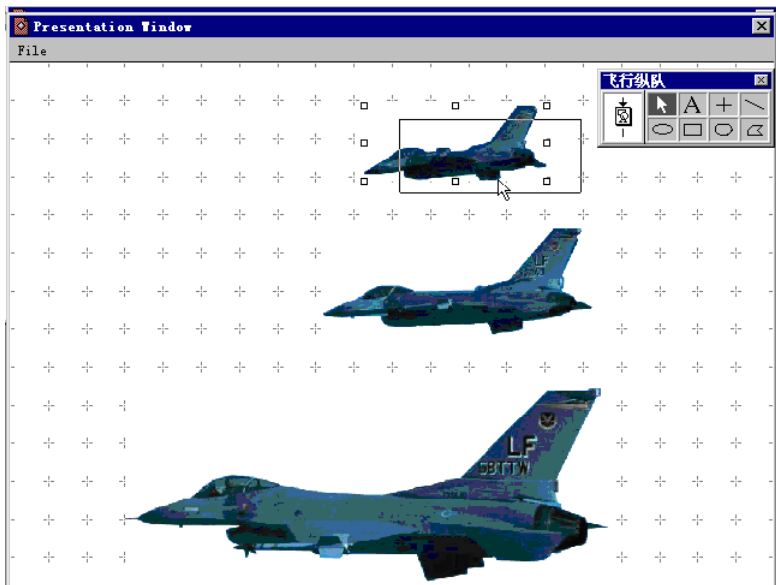 Presentation Window
File
飞行纵队
A
LF
LF
58TTW